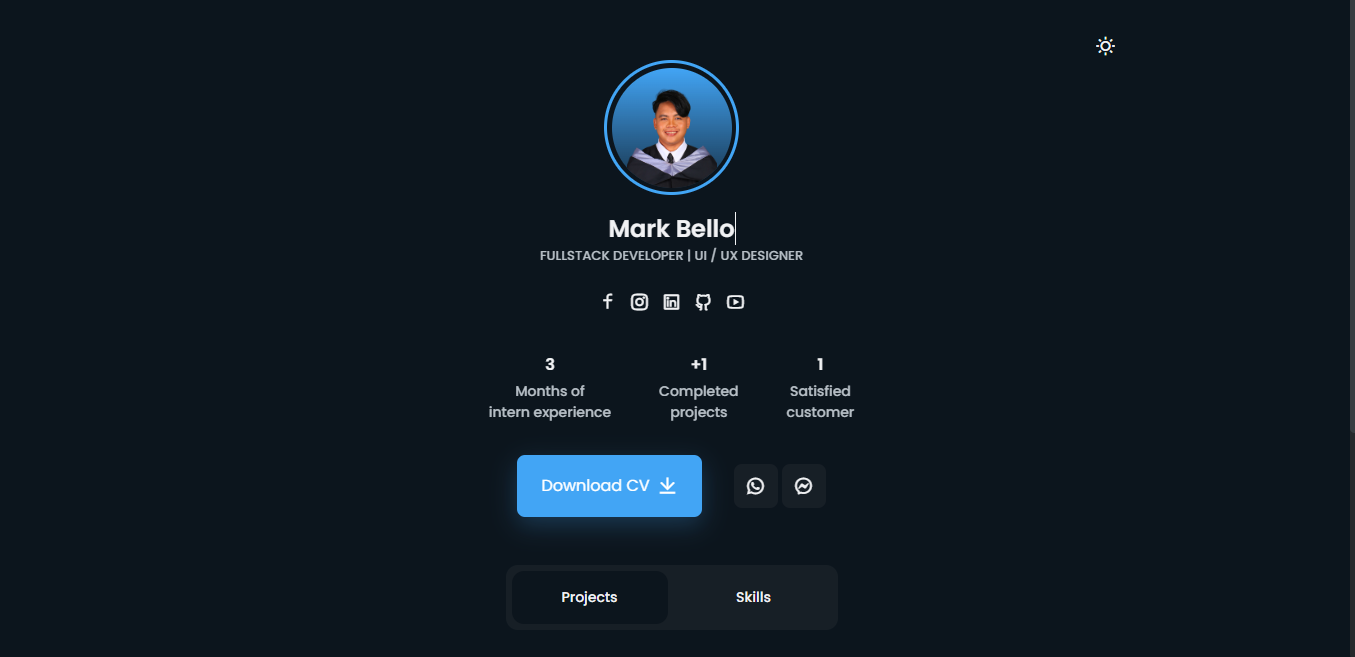 Mark Bello
FULLSTACK DEVELOPER | UI / UX DESIGNER
3
Months of
intern experience
+1
Completed
projects
1
Satisfied
customer
Download CV
Projects
Skills